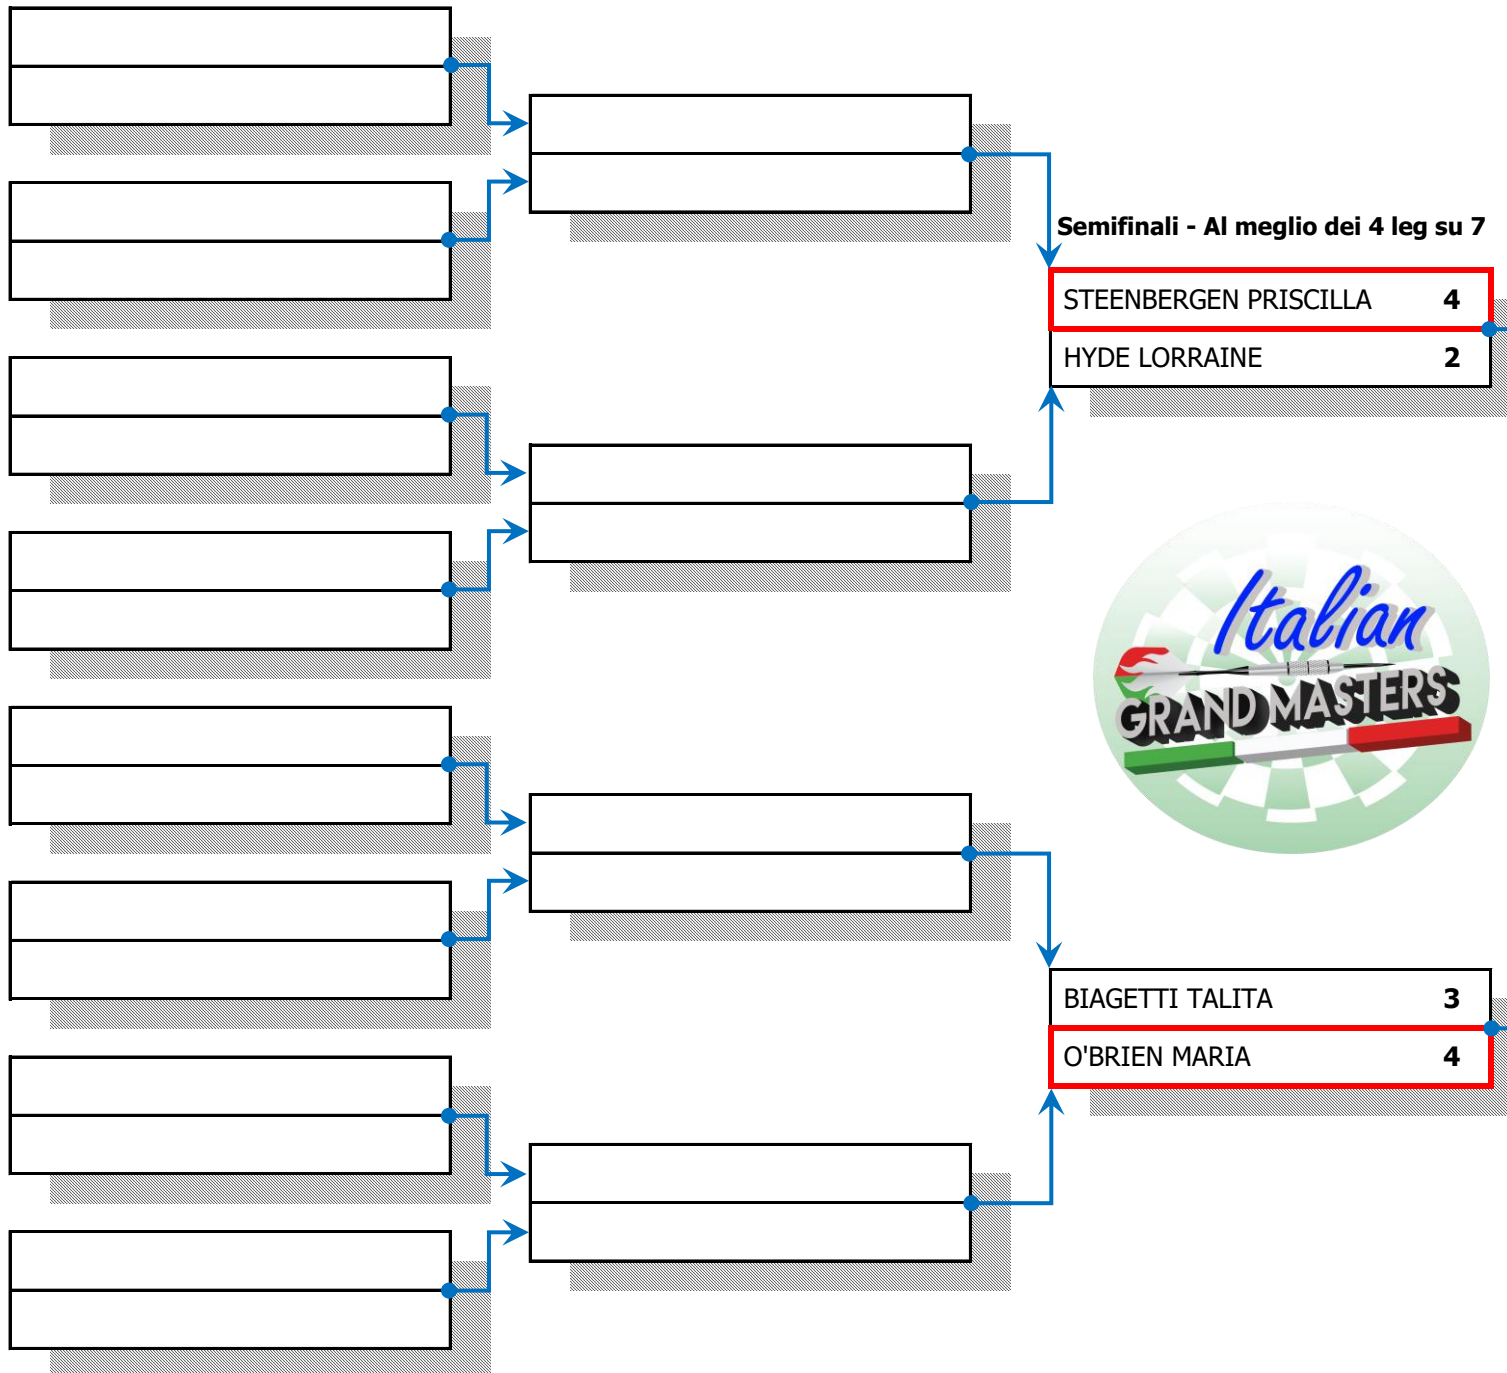 Semifinali - Al meglio dei 4 leg su 7
STEENBERGEN PRISCILLA 4
HYDE LORRAINE 2
Italian
GRAND MASTERS
BIAGETTI TALITA 3
O'BRIEN MARIA 4